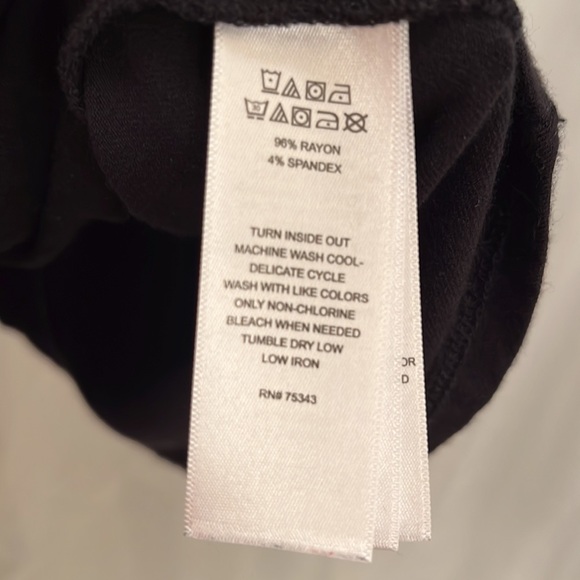 96% RAYON
4% SPANDEX
TURN INSIDE OUT
MACHINE WASH COOL-
DELICATE CYCLE
WASH WITH LIKE COLORS
ONLY NON-CHLORINE
BLEACH WHEN NEEDED
TUMBLE DRY LOW
LOW IRON
RN# 75343
OR
D